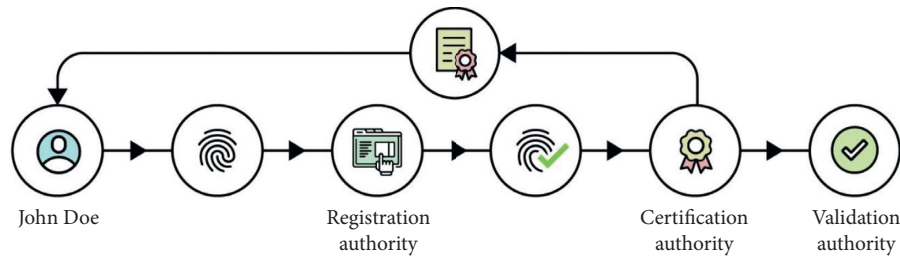 John Doe
Registration
authority
Certification
authority
Validation
authority